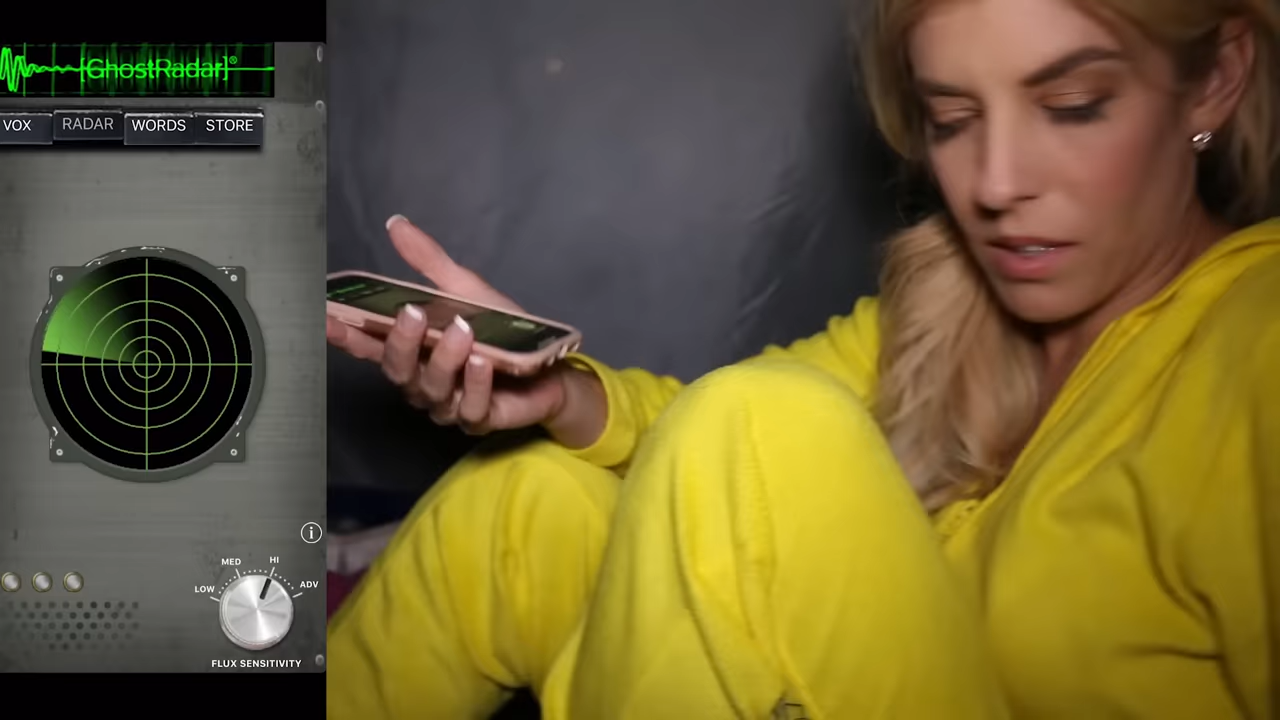 [GhostRadar]®
VOX RADAR WORDS STORE
i
MED HI
LOW ADV
FLUX SENSITIVITY